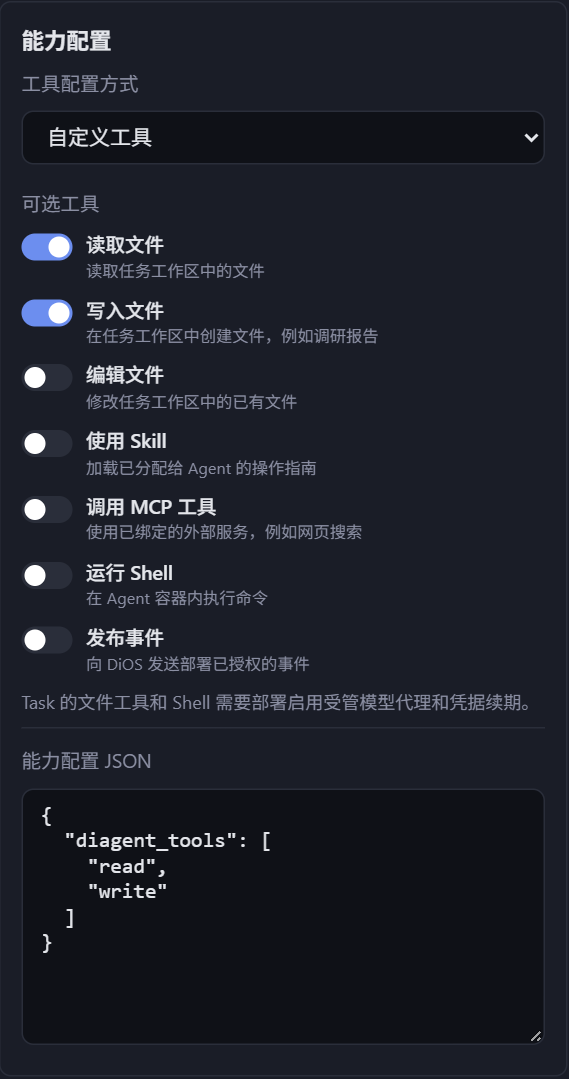 能力配置
工具配置方式
自定义工具
可选工具
读取文件
读取任务工作区中的文件
写入文件
在任务工作区中创建文件，例如调研报告
编辑文件
修改任务工作区中的已有文件
使用 Skill
加载已分配给 Agent 的操作指南
调用 MCP 工具
使用已绑定的外部服务，例如网页搜索
运行 Shell
在 Agent 容器内执行命令
发布事件
向 DiOS 发送部署已授权的事件
Task 的文件工具和 Shell 需要部署启用受管模型代理和凭据续期。
能力配置 JSON
{
  "diagent_tools": [
    "read",
    "write"
  ]
}